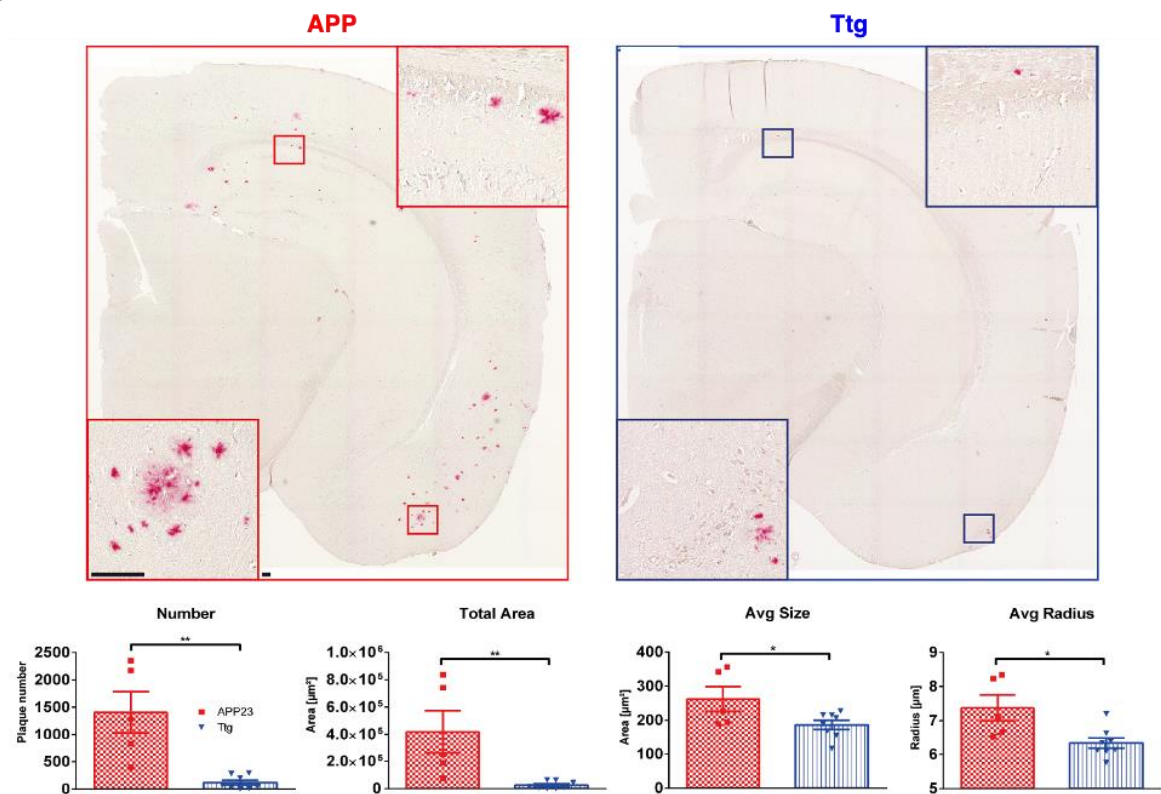 APP
Ttg
Number
Plaque number
2500
2000
1500
1000
500
0
**
APP23
Ttg
Total Area
Area [µm²]
1.0×10⁶
8.0×10⁵
6.0×10⁵
4.0×10⁵
2.0×10⁵
0
**
Avg Size
Area [µm²]
400
300
200
100
0
*
Avg Radius
Radius [µm]
9
8
7
6
5
*